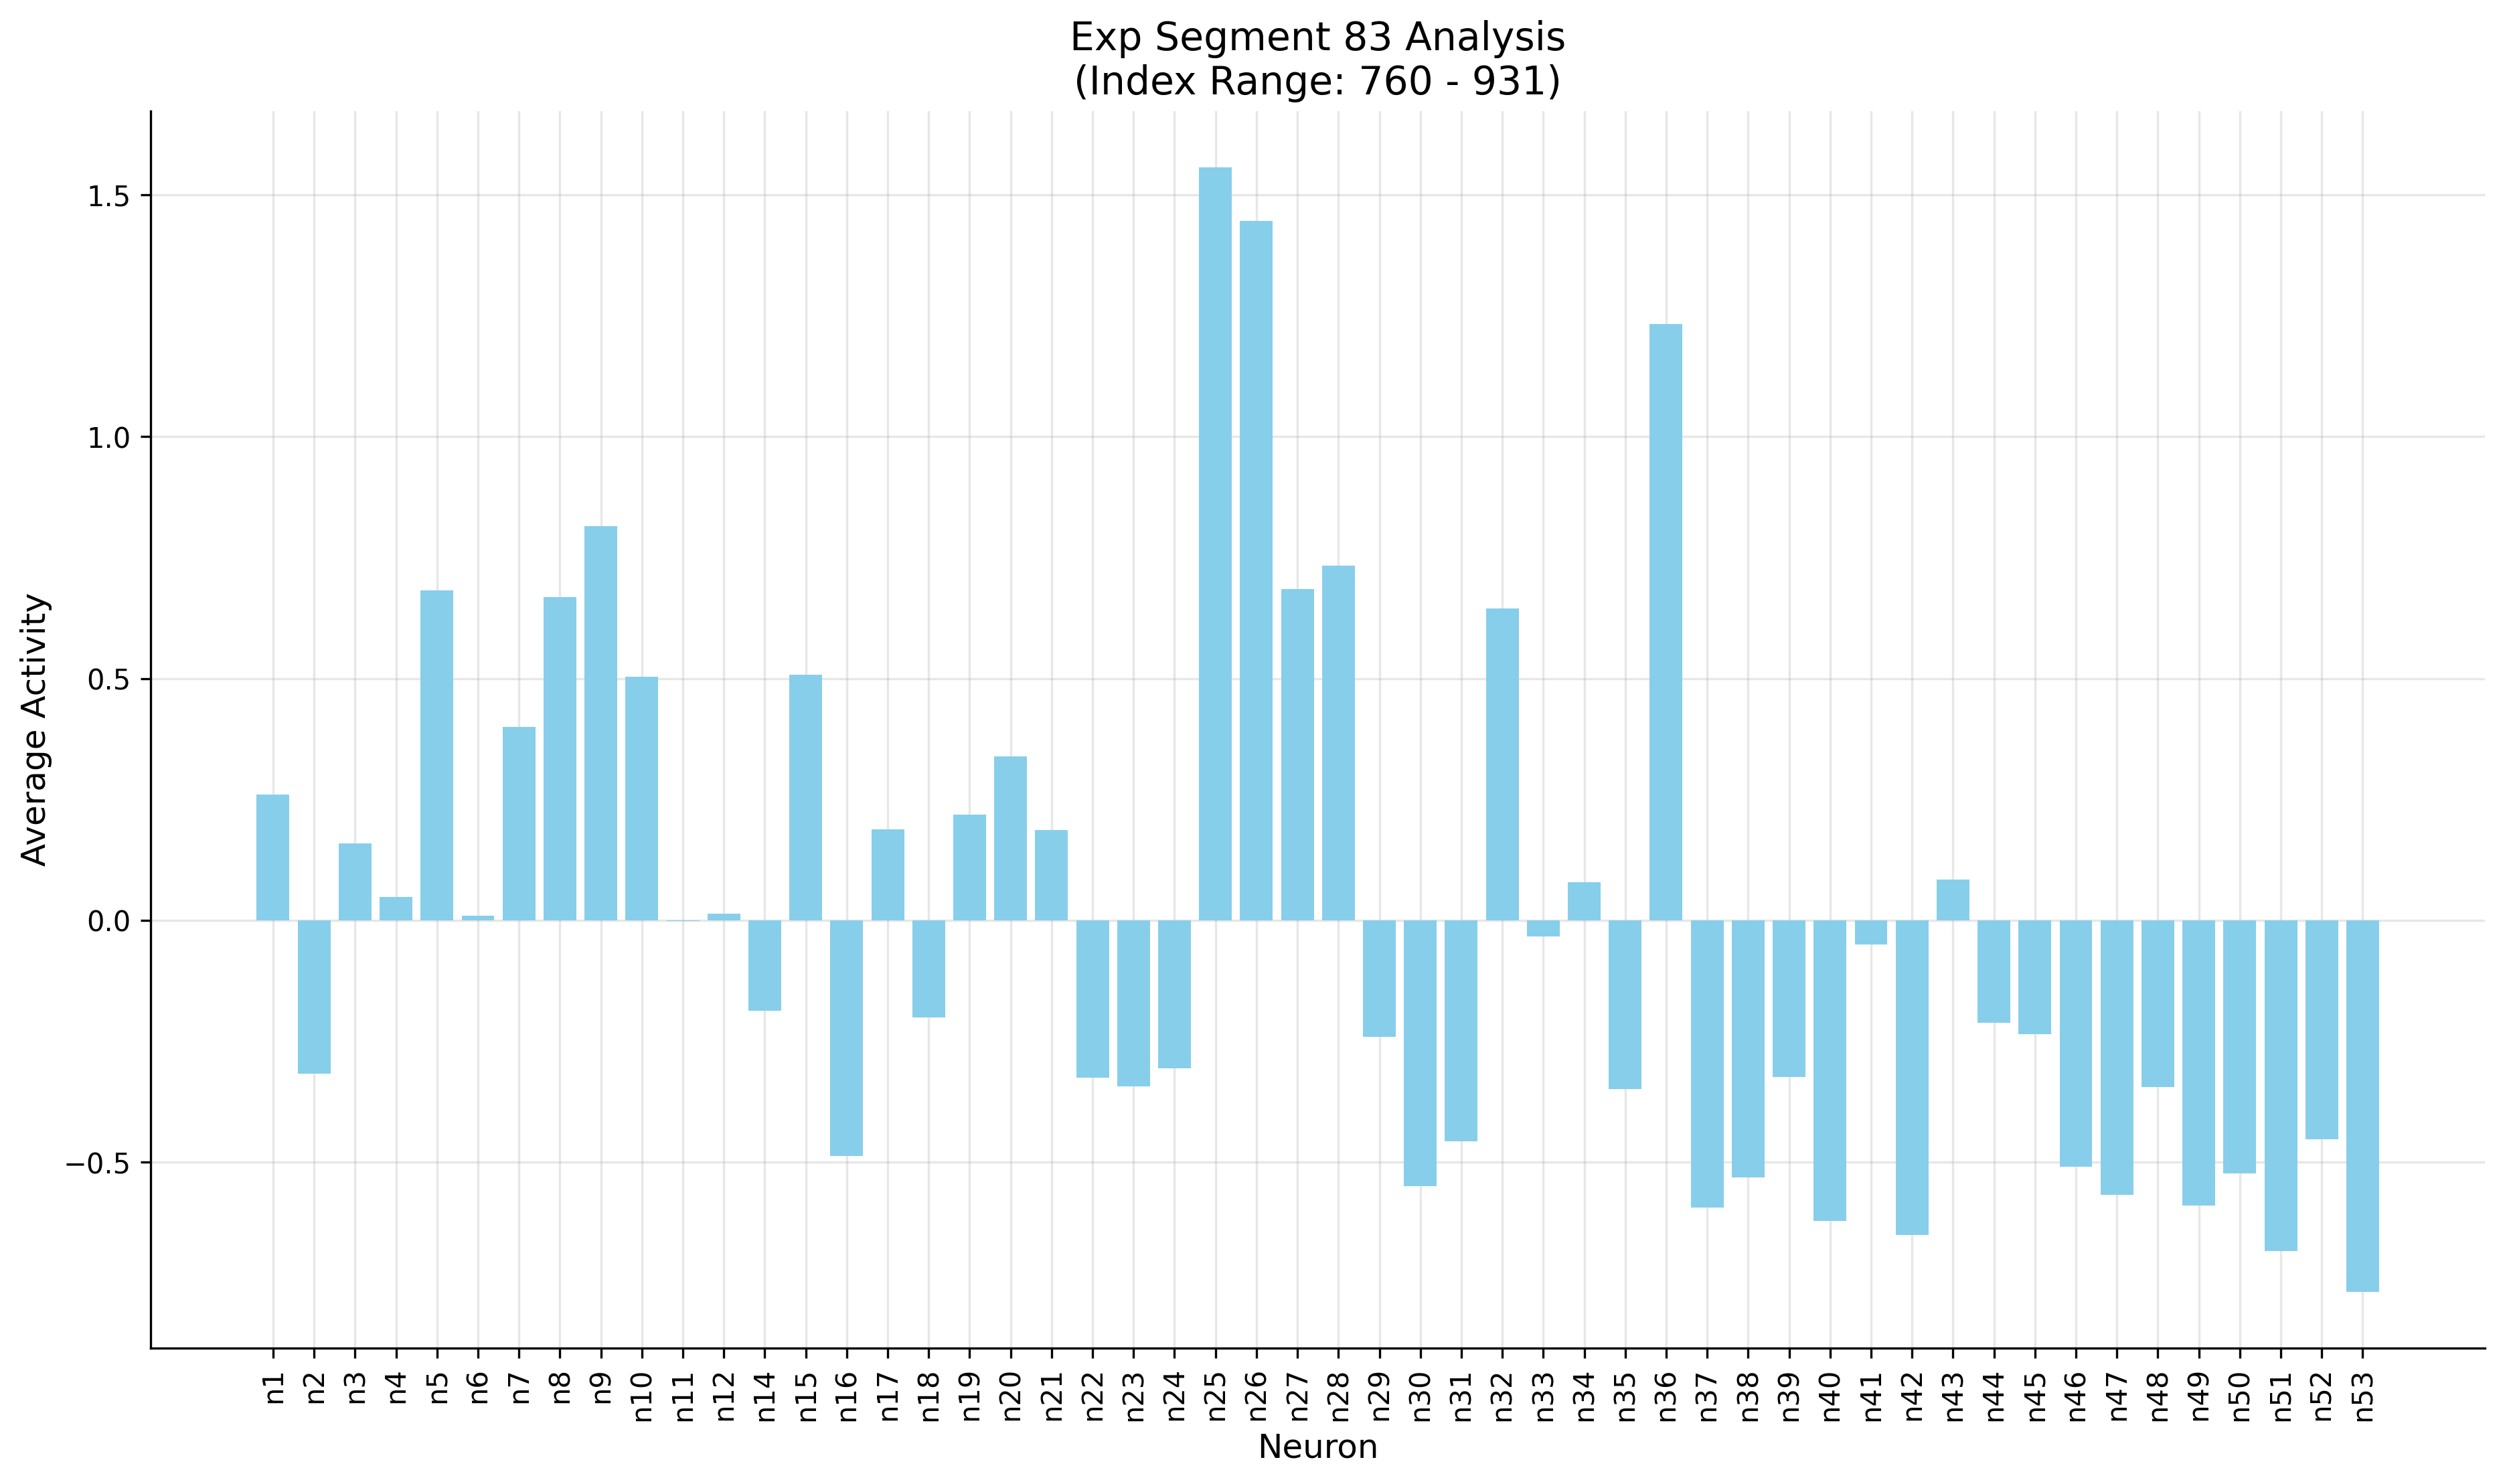 Exp Segment 83 Analysis
(Index Range: 760 - 931)
Average Activity
1.5
1.0
0.5
0.0
−0.5
n1
n2
n3
n4
n5
n6
n7
n8
n9
n10
n11
n12
n14
n15
n16
n17
n18
n19
n20
n21
n22
n23
n24
n25
n26
n27
n28
n29
n30
n31
n32
n33
n34
n35
n36
n37
n38
n39
n40
n41
n42
n43
n44
n45
n46
n47
n48
n49
n50
n51
n52
n53
Neuron